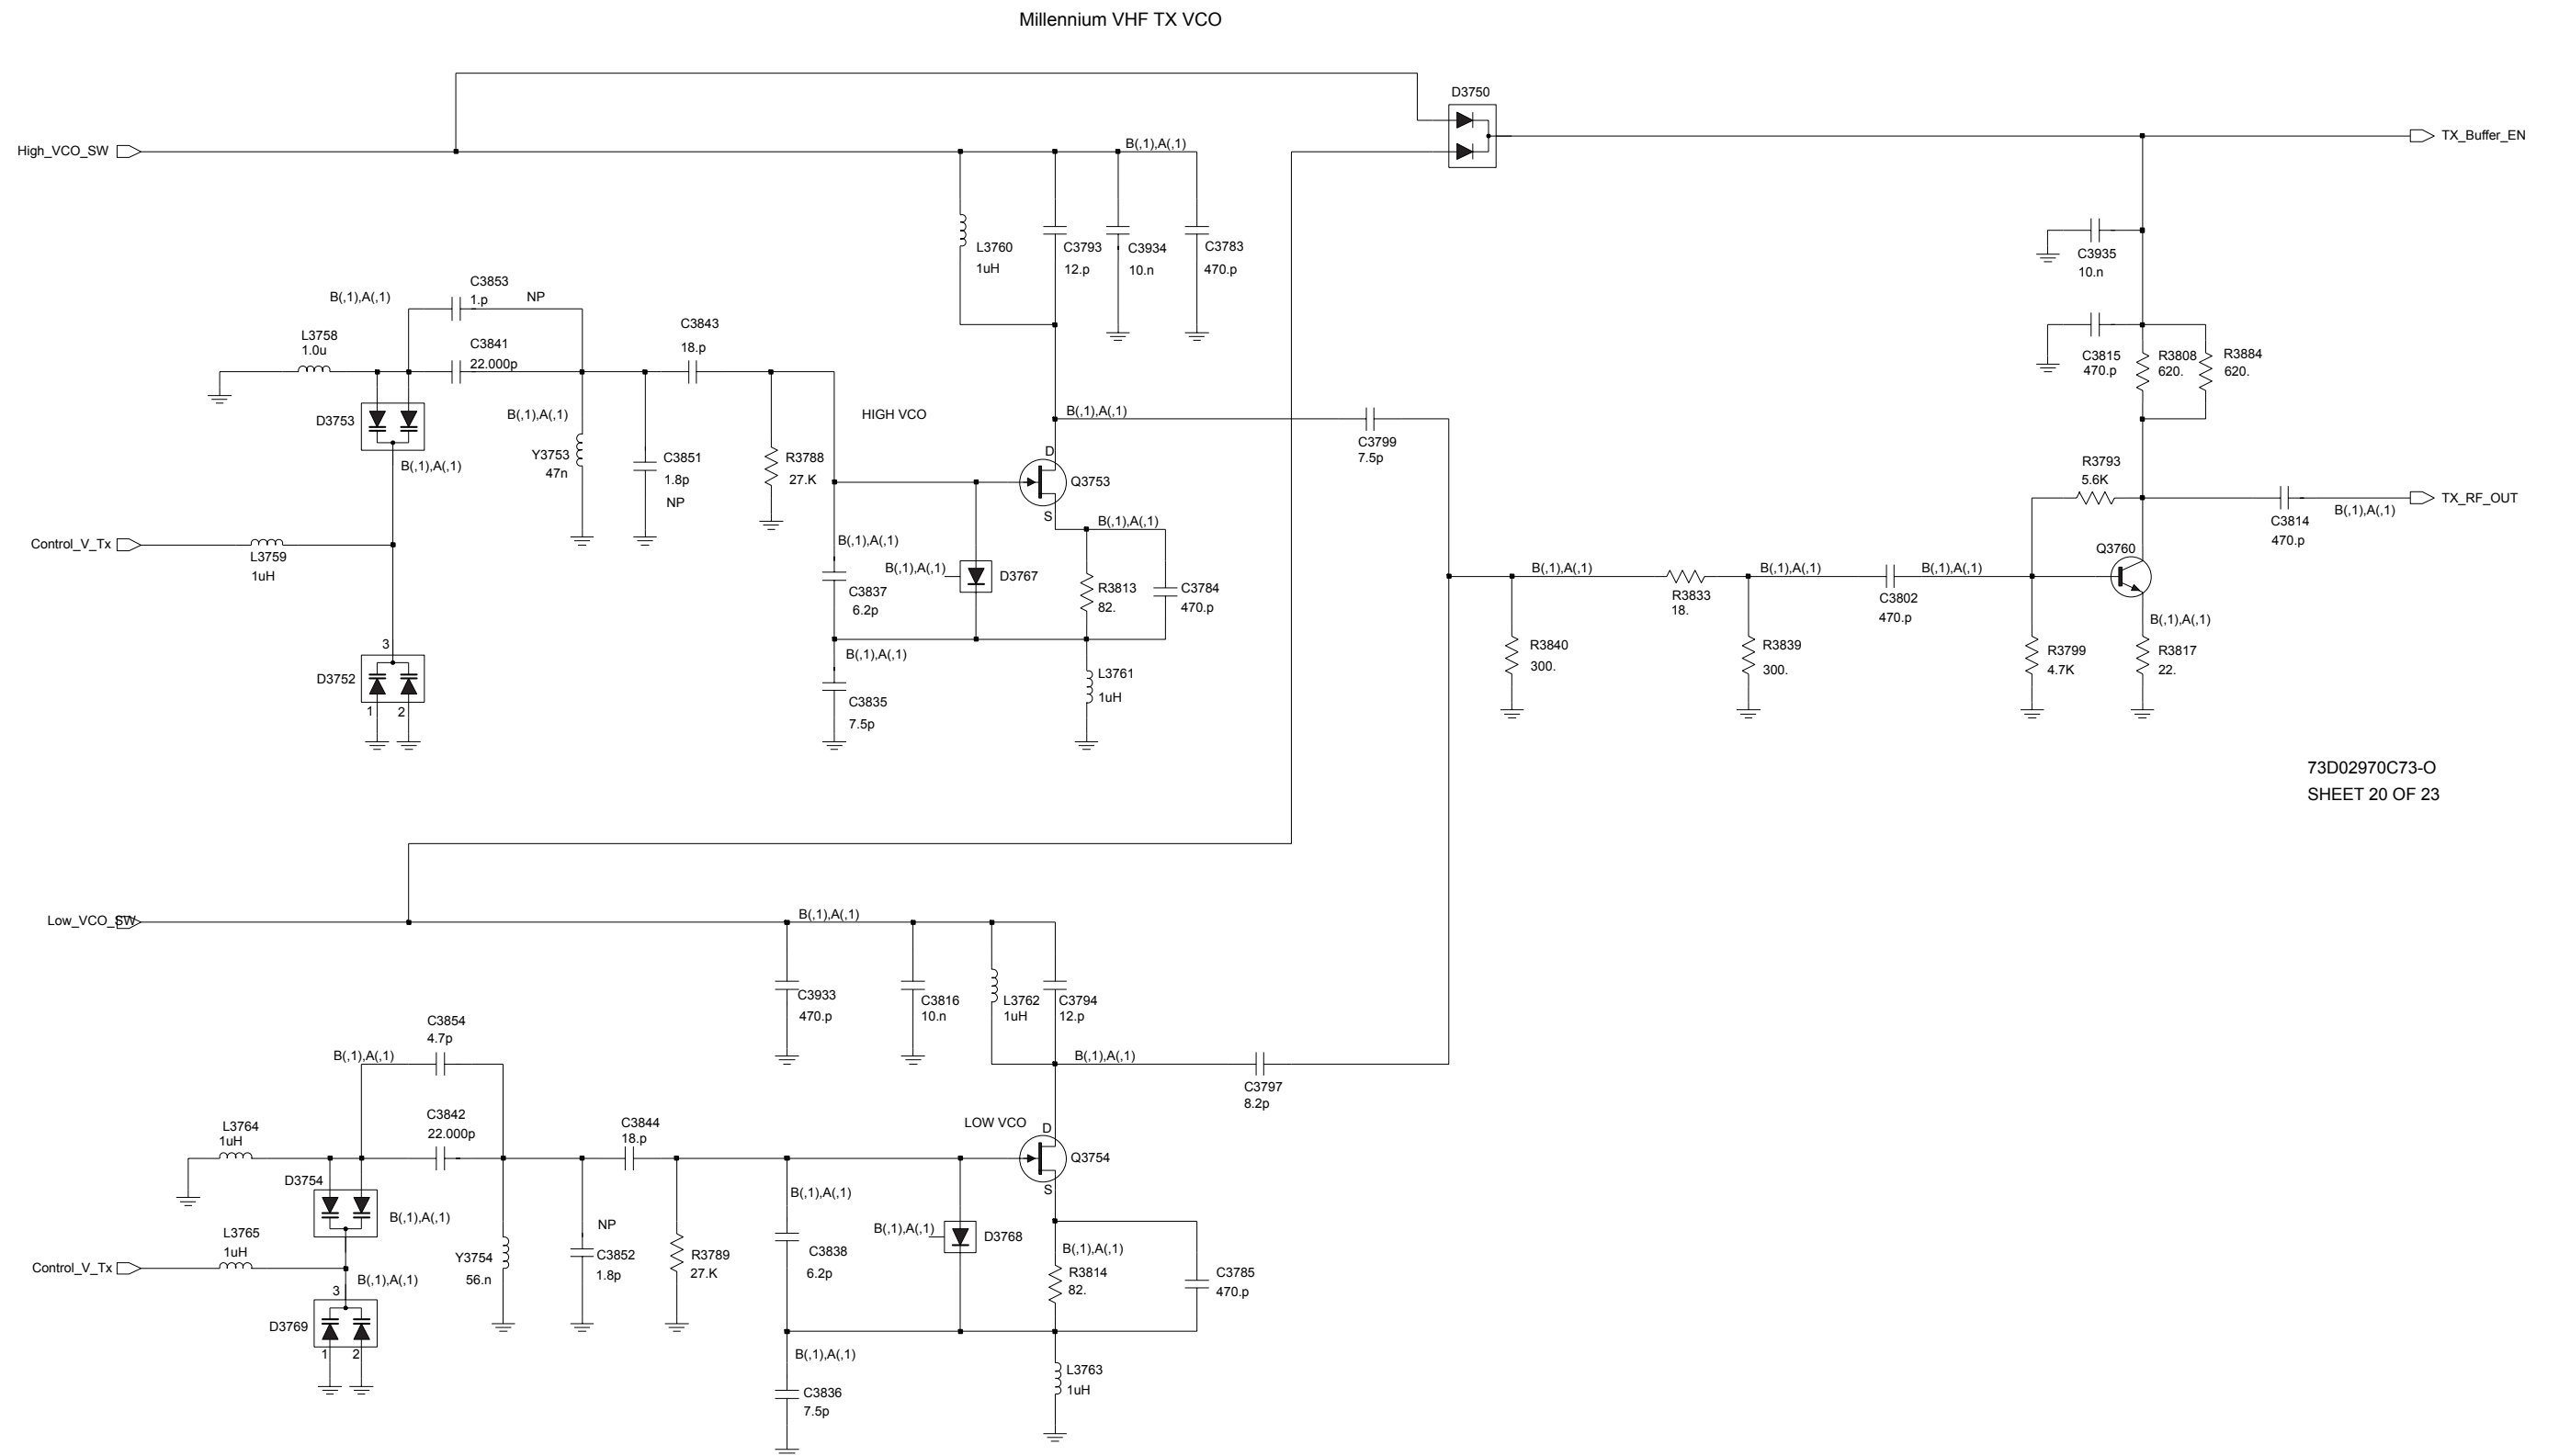 Millennium VHF TX VCO
D3750
High_VCO_SW
B(,1),A(,1)
TX_Buffer_EN
L3760
1uH
C3793
12.p
C3934
10.n
C3783
470.p
C3935
10.n
C3853
1.p
NP
B(,1),A(,1)
L3758
1.0u
C3841
22.000p
C3843
18.p
C3815
470.p
R3808
620.
R3884
620.
D3753
B(,1),A(,1)
B(,1),A(,1)
Y3753
47n
C3851
1.8p
NP
R3788
27.K
HIGH VCO
B(,1),A(,1)
C3799
7.5p
D
Q3753
S
B(,1),A(,1)
R3793
5.6K
TX_RF_OUT
C3814
470.p
B(,1),A(,1)
Control_V_Tx
L3759
1uH
B(,1),A(,1)
B(,1),A(,1)
D3767
C3837
6.2p
R3813
82.
C3784
470.p
B(,1),A(,1)
R3833
18.
B(,1),A(,1)
C3802
470.p
B(,1),A(,1)
Q3760
B(,1),A(,1)
3
D3752
1
2
B(,1),A(,1)
C3835
7.5p
L3761
1uH
R3840
300.
R3839
300.
R3799
4.7K
R3817
22.
73D02970C73-O
SHEET 20 OF 23
Low_VCO_SW
B(,1),A(,1)
C3933
470.p
C3816
10.n
L3762
1uH
C3794
12.p
C3854
4.7p
B(,1),A(,1)
B(,1),A(,1)
C3797
8.2p
L3764
1uH
C3842
22.000p
C3844
18.p
LOW VCO
D
Q3754
S
D3754
B(,1),A(,1)
B(,1),A(,1)
NP
L3765
1uH
Control_V_Tx
Y3754
56.n
C3852
1.8p
R3789
27.K
C3838
6.2p
B(,1),A(,1)
D3768
B(,1),A(,1)
R3814
82.
C3785
470.p
B(,1),A(,1)
3
D3769
1
2
B(,1),A(,1)
C3836
7.5p
L3763
1uH